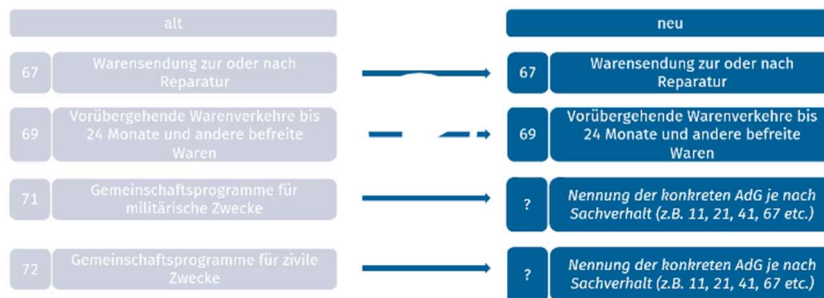 alt
neu
67
Warensendung zur oder nach
Reparatur
67
Warensendung zur oder nach
Reparatur
69
Vorübergehende Warenverkehre bis
24 Monate und andere befreite
Waren
69
Vorübergehende Warenverkehre bis
24 Monate und andere befreite
Waren
71
Gemeinschaftsprogramme für
militärische Zwecke
?
Nennung der konkreten AdG je nach
Sachverhalt (z.B. 11, 21, 41, 67 etc.)
72
Gemeinschaftsprogramme für zivile
Zwecke
?
Nennung der konkreten AdG je nach
Sachverhalt (z.B. 11, 21, 41, 67 etc.)